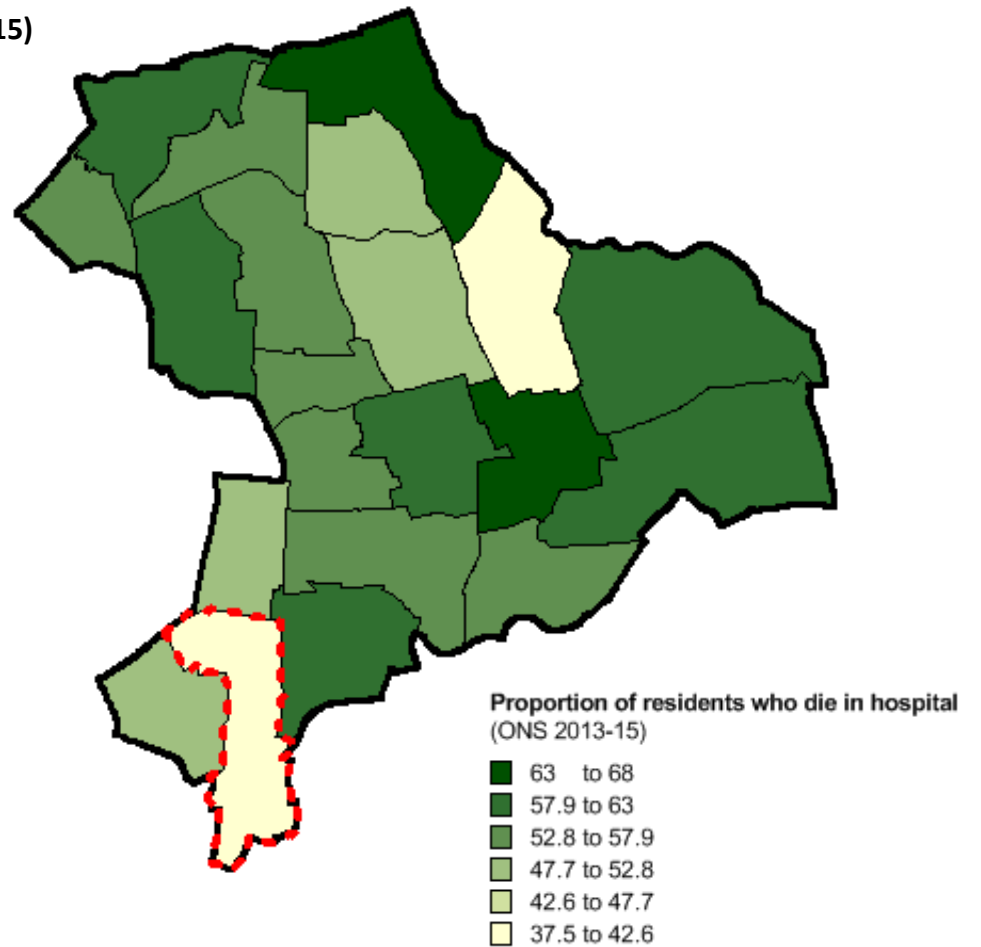 15)
Proportion of residents who die in hospital
(ONS 2013-15)
63 to 68
57.9 to 63
52.8 to 57.9
47.7 to 52.8
42.6 to 47.7
37.5 to 42.6